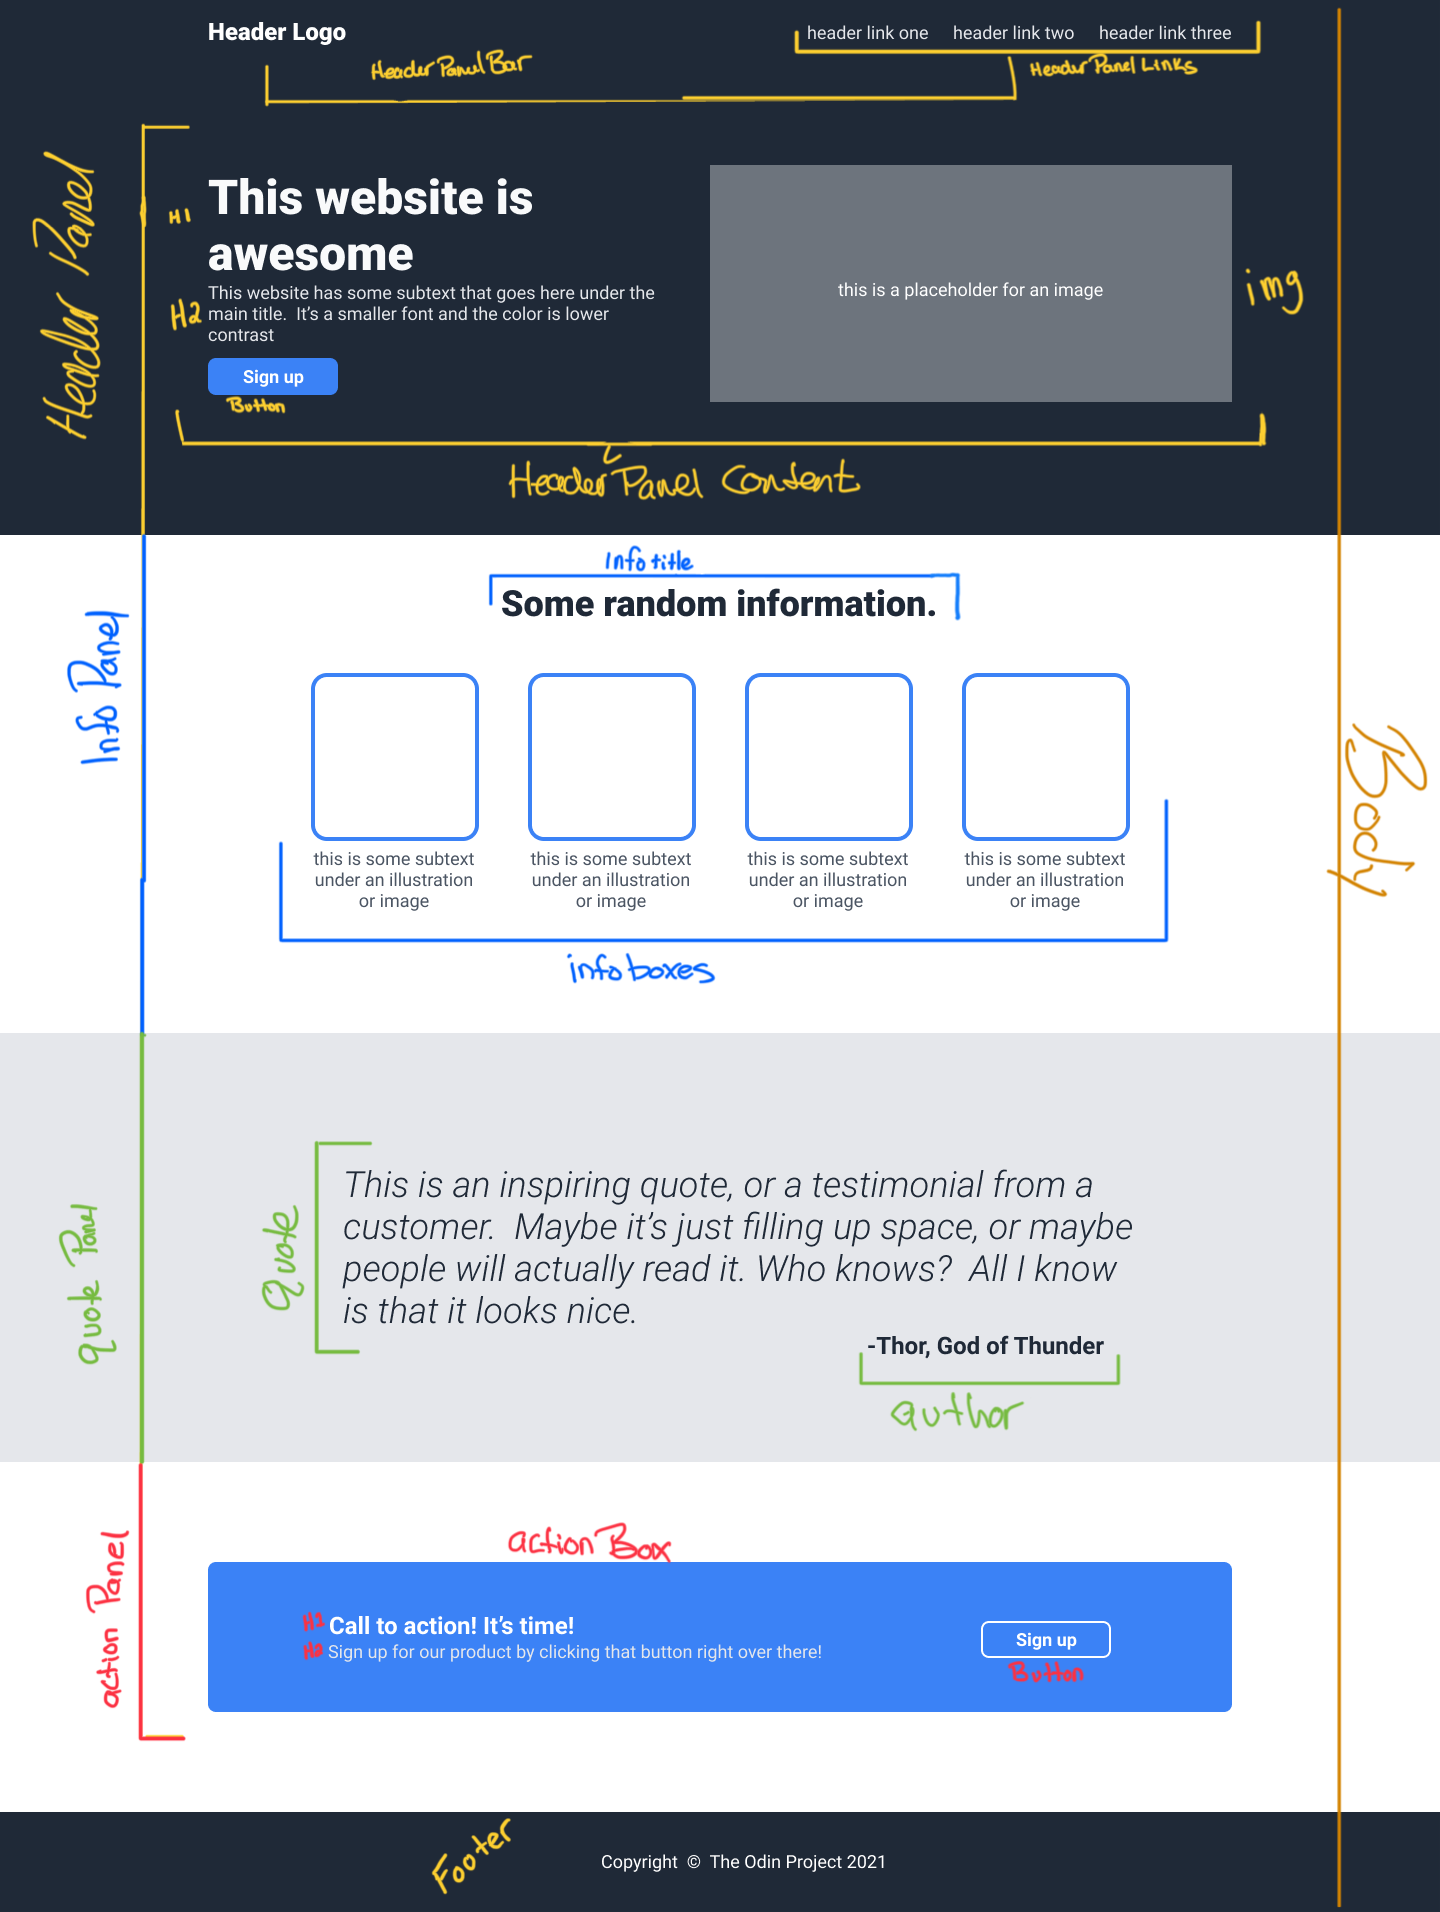 Header Logo
header link one header link two header link three
Header Panel Bar
Header Panel Links
Header Panel
H1
This website is
awesome
H2
This website has some subtext that goes here under the
main title.  It’s a smaller font and the color is lower
contrast
Sign up
Button
this is a placeholder for an image
img
Header Panel Content
Info Panel
Info title
Some random information.
this is some subtext
under an illustration
or image
this is some subtext
under an illustration
or image
this is some subtext
under an illustration
or image
this is some subtext
under an illustration
or image
info boxes
Body
quote Panel
quote
This is an inspiring quote, or a testimonial from a
customer.  Maybe it’s just filling up space, or maybe
people will actually read it. Who knows?  All I know
is that it looks nice.
-Thor, God of Thunder
author
action Panel
action Box
H1 Call to action! It’s time!
H2 Sign up for our product by clicking that button right over there!
Sign up
Button
Footer
Copyright © The Odin Project 2021